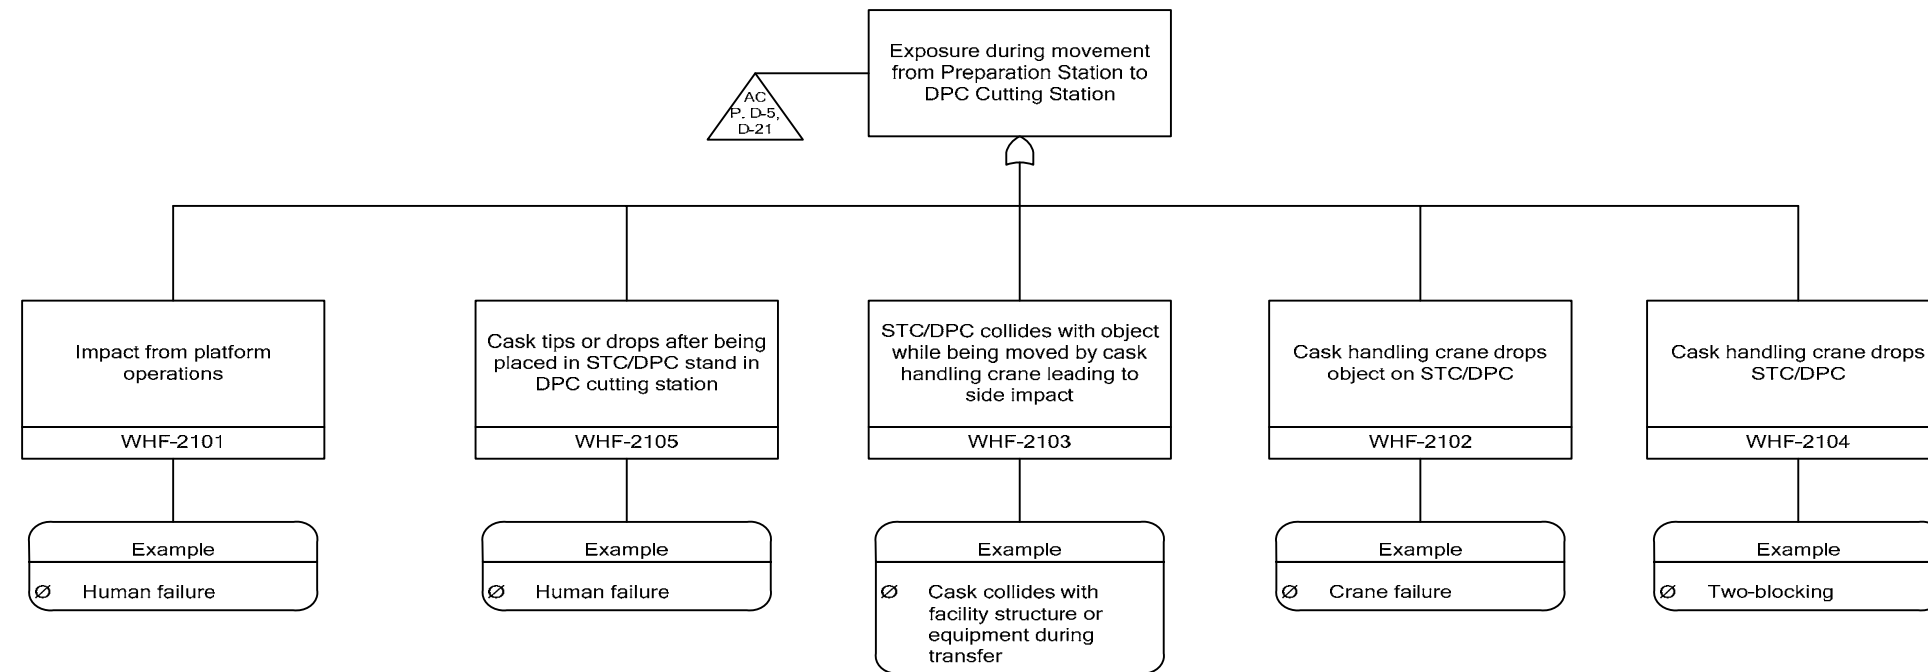 Exposure during movement
from Preparation Station to
DPC Cutting Station
AC
P, D-5,
D-21
Impact from platform
operations
WHF-2101
Cask tips or drops after being
placed in STC/DPC stand in
DPC cutting station
WHF-2105
STC/DPC collides with object
while being moved by cask
handling crane leading to
side impact
WHF-2103
Cask handling crane drops
object on STC/DPC
WHF-2102
Cask handling crane drops
STC/DPC
WHF-2104
Example
Ø Human failure
Example
Ø Human failure
Example
Ø Cask collides with
facility structure or
equipment during
transfer
Example
Ø Crane failure
Example
Ø Two-blocking